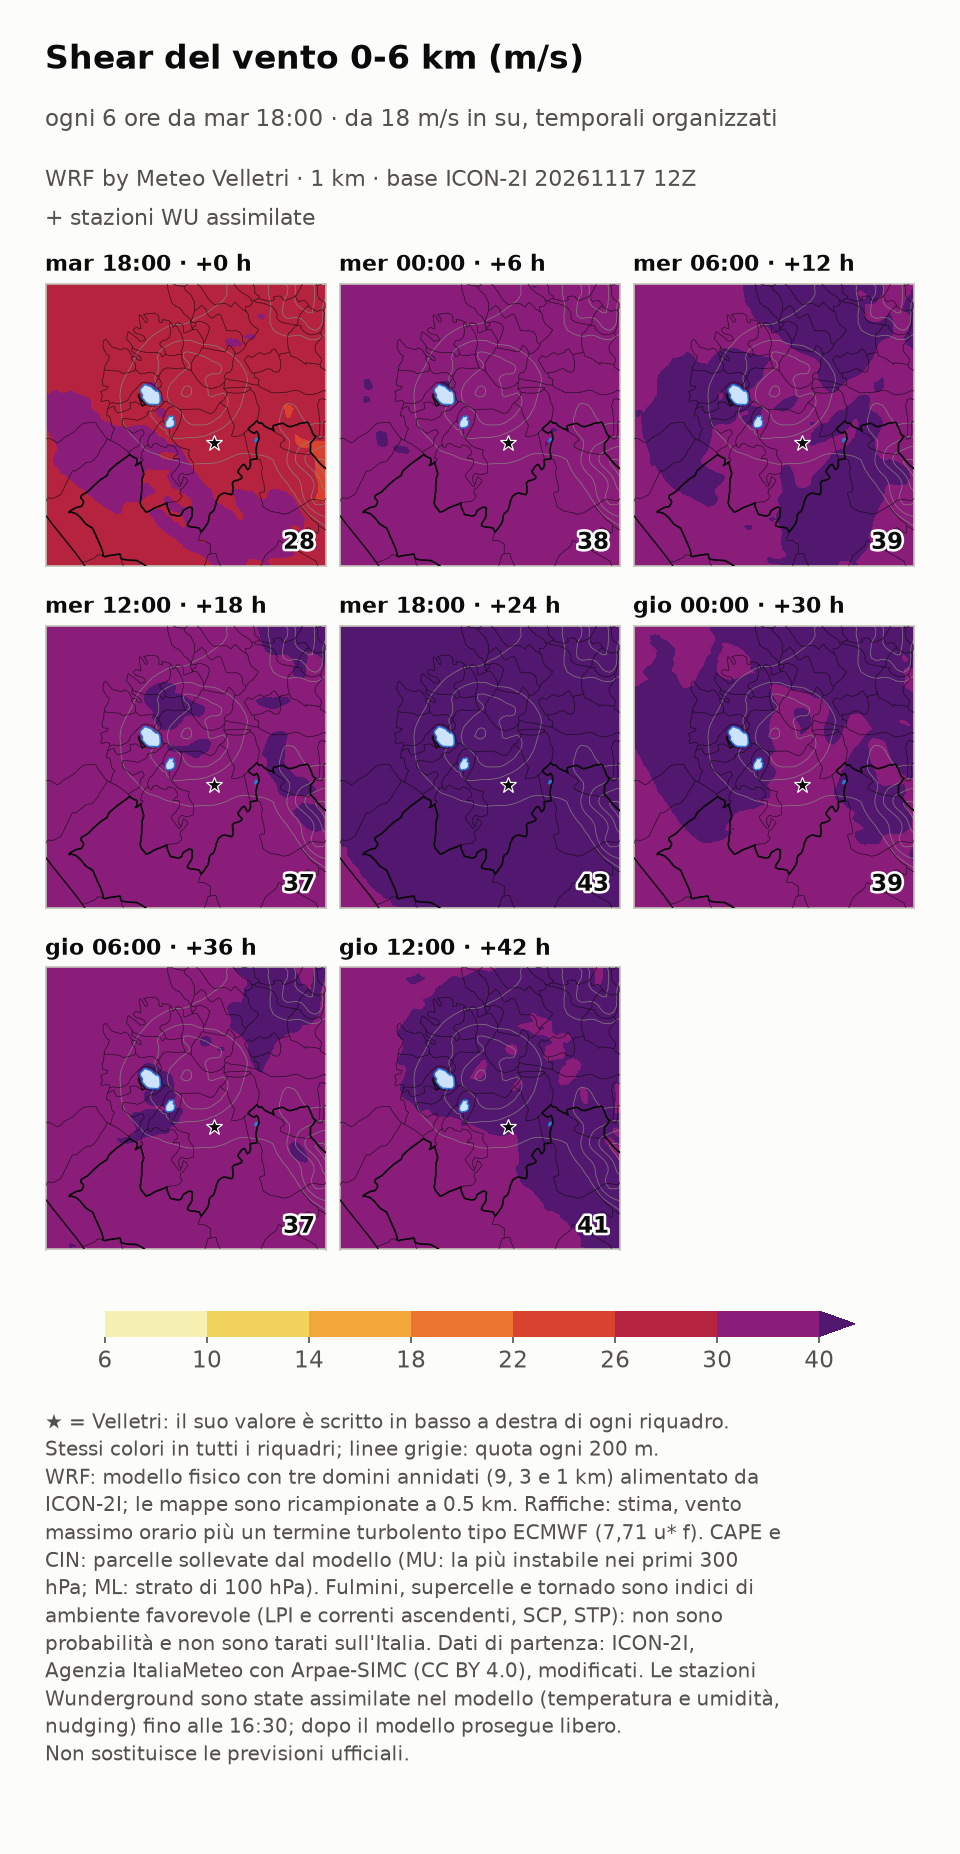 Shear del vento 0-6 km (m/s)
ogni 6 ore da mar 18:00 · da 18 m/s in su, temporali organizzati
WRF by Meteo Velletri · 1 km · base ICON-2I 20261117 12Z
+ stazioni WU assimilate
mar 18:00 · +0 h
mer 00:00 · +6 h
mer 06:00 · +12 h
28
38
39
mer 12:00 · +18 h
mer 18:00 · +24 h
gio 00:00 · +30 h
37
43
39
gio 06:00 · +36 h
gio 12:00 · +42 h
37
41
6 10 14 18 22 26 30 40
★ = Velletri: il suo valore è scritto in basso a destra di ogni riquadro.
Stessi colori in tutti i riquadri; linee grigie: quota ogni 200 m.
WRF: modello fisico con tre domini annidati (9, 3 e 1 km) alimentato da
ICON-2I; le mappe sono ricampionate a 0.5 km. Raffiche: stima, vento
massimo orario più un termine turbolento tipo ECMWF (7,71 u* f). CAPE e
CIN: parcelle sollevate dal modello (MU: la più instabile nei primi 300
hPa; ML: strato di 100 hPa). Fulmini, supercelle e tornado sono indici di
ambiente favorevole (LPI e correnti ascendenti, SCP, STP): non sono
probabilità e non sono tarati sull'Italia. Dati di partenza: ICON-2I,
Agenzia ItaliaMeteo con Arpae-SIMC (CC BY 4.0), modificati. Le stazioni
Wunderground sono state assimilate nel modello (temperatura e umidità,
nudging) fino alle 16:30; dopo il modello prosegue libero.
Non sostituisce le previsioni ufficiali.